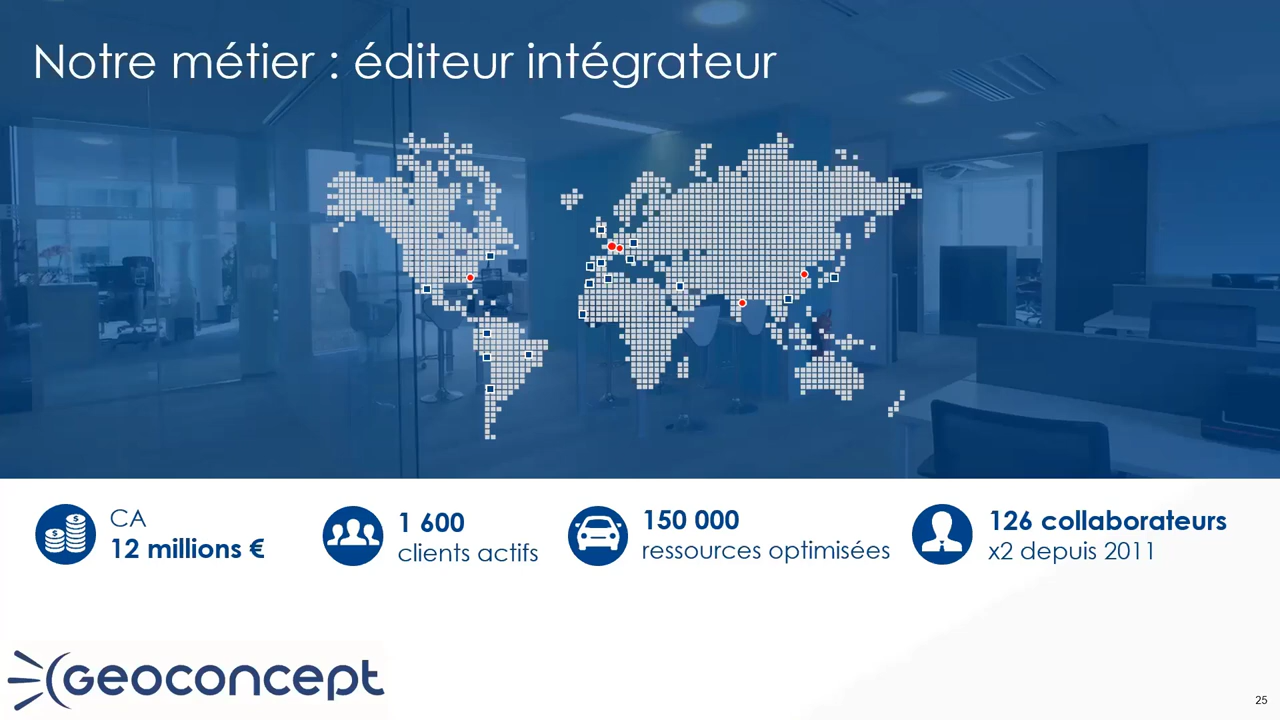 Notre métier : éditeur intégrateur
CA
12 millions €
1 600
clients actifs
150 000
ressources optimisées
126 collaborateurs
x2 depuis 2011
GEOCONCEPT
25